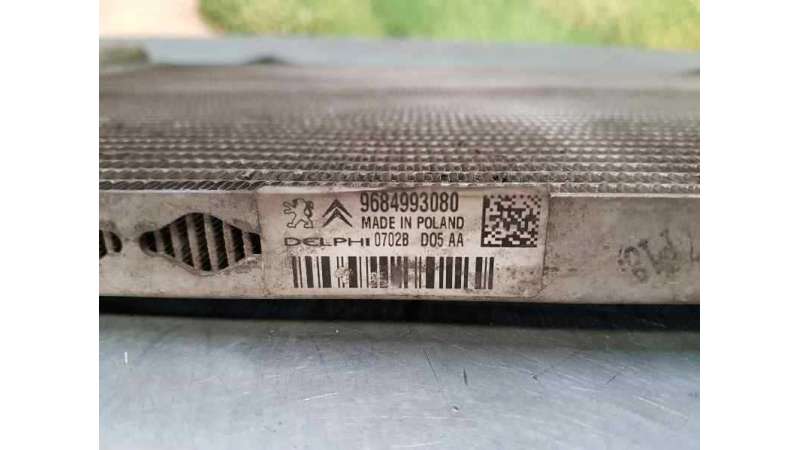 9684993080
MADE IN POLAND
DELPHI 0702B D05 AA